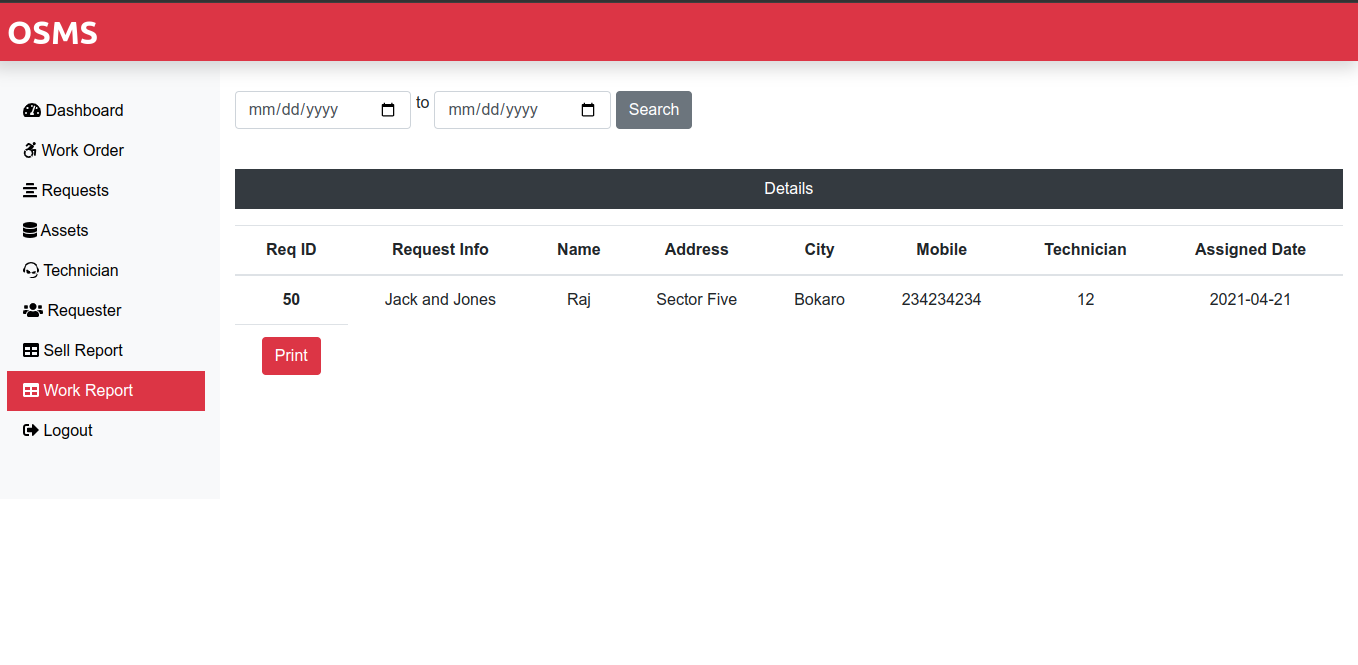 OSMS
Dashboard
Work Order
Requests
Assets
Technician
Requester
Sell Report
Work Report
Logout
mm/dd/yyyy to mm/dd/yyyy Search
Details
Req ID Request Info Name Address City Mobile Technician Assigned Date
50 Jack and Jones Raj Sector Five Bokaro 234234234 12 2021-04-21
Print